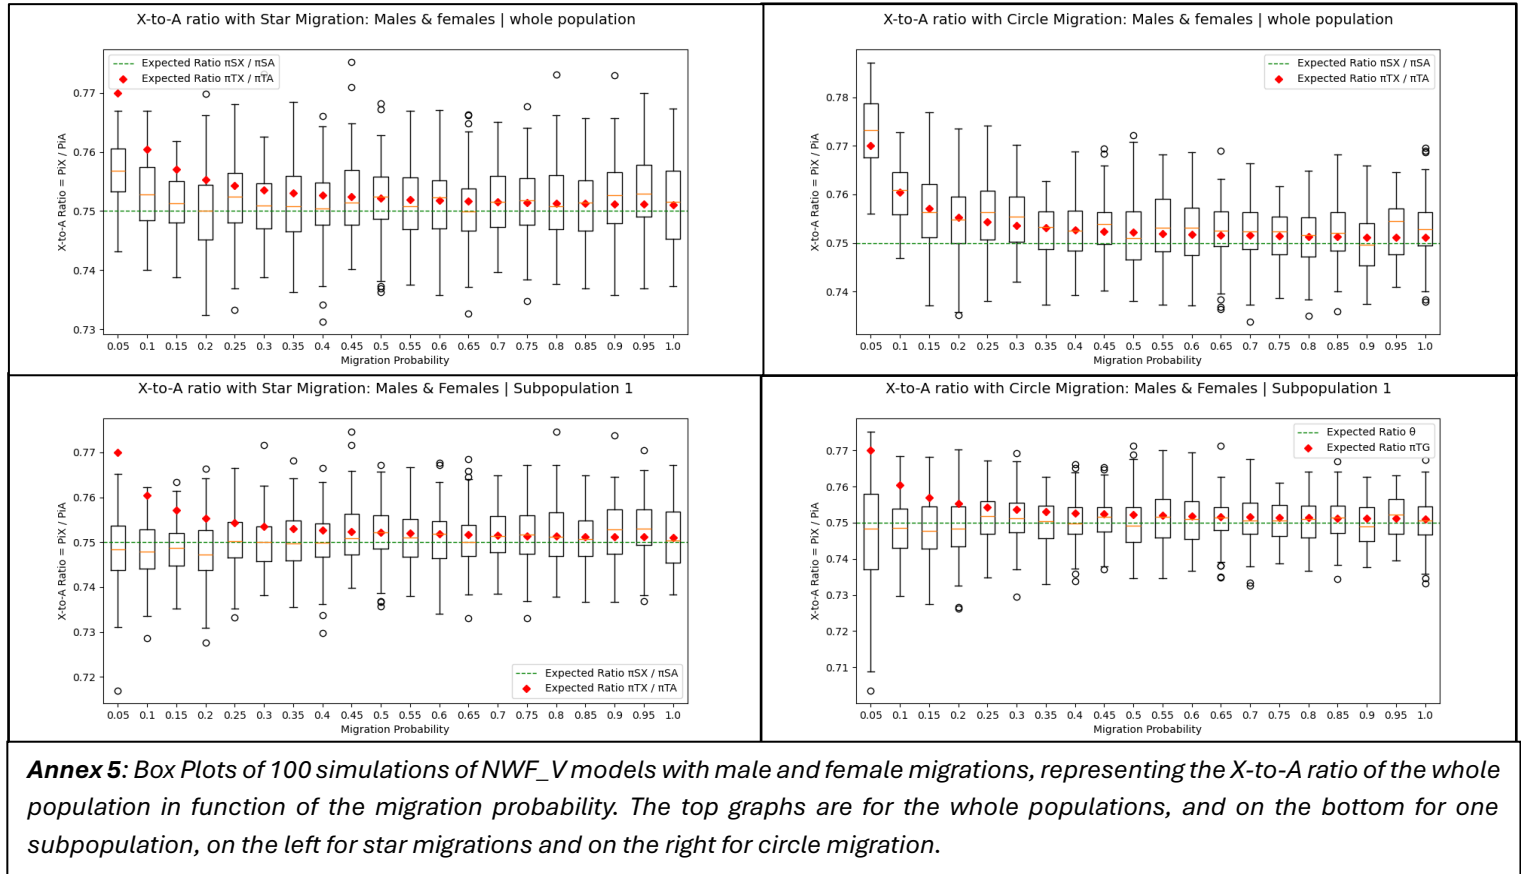 X-to-A ratio with Star Migration: Males & females | whole population
Expected Ratio πSX / πSA
Expected Ratio πTX / πTA
X-to-A Ratio = PiX / PiA
0.77
0.76
0.75
0.74
0.73
0.05 0.1 0.15 0.2 0.25 0.3 0.35 0.4 0.45 0.5 0.55 0.6 0.65 0.7 0.75 0.8 0.85 0.9 0.95 1.0
Migration Probability
X-to-A ratio with Circle Migration: Males & females | whole population
Expected Ratio πSX / πSA
Expected Ratio πTX / πTA
X-to-A Ratio = PiX / PiA
0.78
0.77
0.76
0.75
0.74
0.05 0.1 0.15 0.2 0.25 0.3 0.35 0.4 0.45 0.5 0.55 0.6 0.65 0.7 0.75 0.8 0.85 0.9 0.95 1.0
Migration Probability
X-to-A ratio with Star Migration: Males & Females | Subpopulation 1
X-to-A Ratio = PiX / PiA
0.77
0.76
0.75
0.74
0.73
0.72
Expected Ratio πSX / πSA
Expected Ratio πTX / πTA
0.05 0.1 0.15 0.2 0.25 0.3 0.35 0.4 0.45 0.5 0.55 0.6 0.65 0.7 0.75 0.8 0.85 0.9 0.95 1.0
Migration Probability
X-to-A ratio with Circle Migration: Males & Females | Subpopulation 1
Expected Ratio θ
Expected Ratio πTG
X-to-A Ratio = PiX / PiA
0.77
0.76
0.75
0.74
0.73
0.72
0.71
0.05 0.1 0.15 0.2 0.25 0.3 0.35 0.4 0.45 0.5 0.55 0.6 0.65 0.7 0.75 0.8 0.85 0.9 0.95 1.0
Migration Probability
Annex 5: Box Plots of 100 simulations of NWF_V models with male and female migrations, representing the X-to-A ratio of the whole
population in function of the migration probability. The top graphs are for the whole populations, and on the bottom for one
subpopulation, on the left for star migrations and on the right for circle migration.